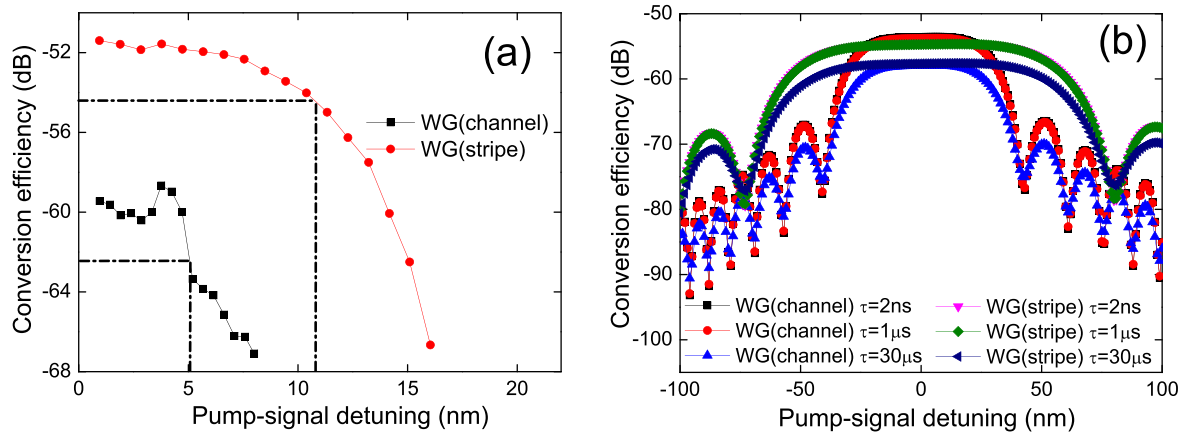 (a)
Conversion efficiency (dB)
-52
-56
-60
-64
-68
WG(channel)
WG(stripe)
0
5
10
15
20
Pump-signal detuning (nm)
(b)
Conversion efficiency (dB)
-50
-60
-70
-80
-90
-100
WG(channel) τ=2ns
WG(channel) τ=1μs
WG(channel) τ=30μs
WG(stripe) τ=2ns
WG(stripe) τ=1μs
WG(stripe) τ=30μs
-100
-50
0
50
100
Pump-signal detuning (nm)